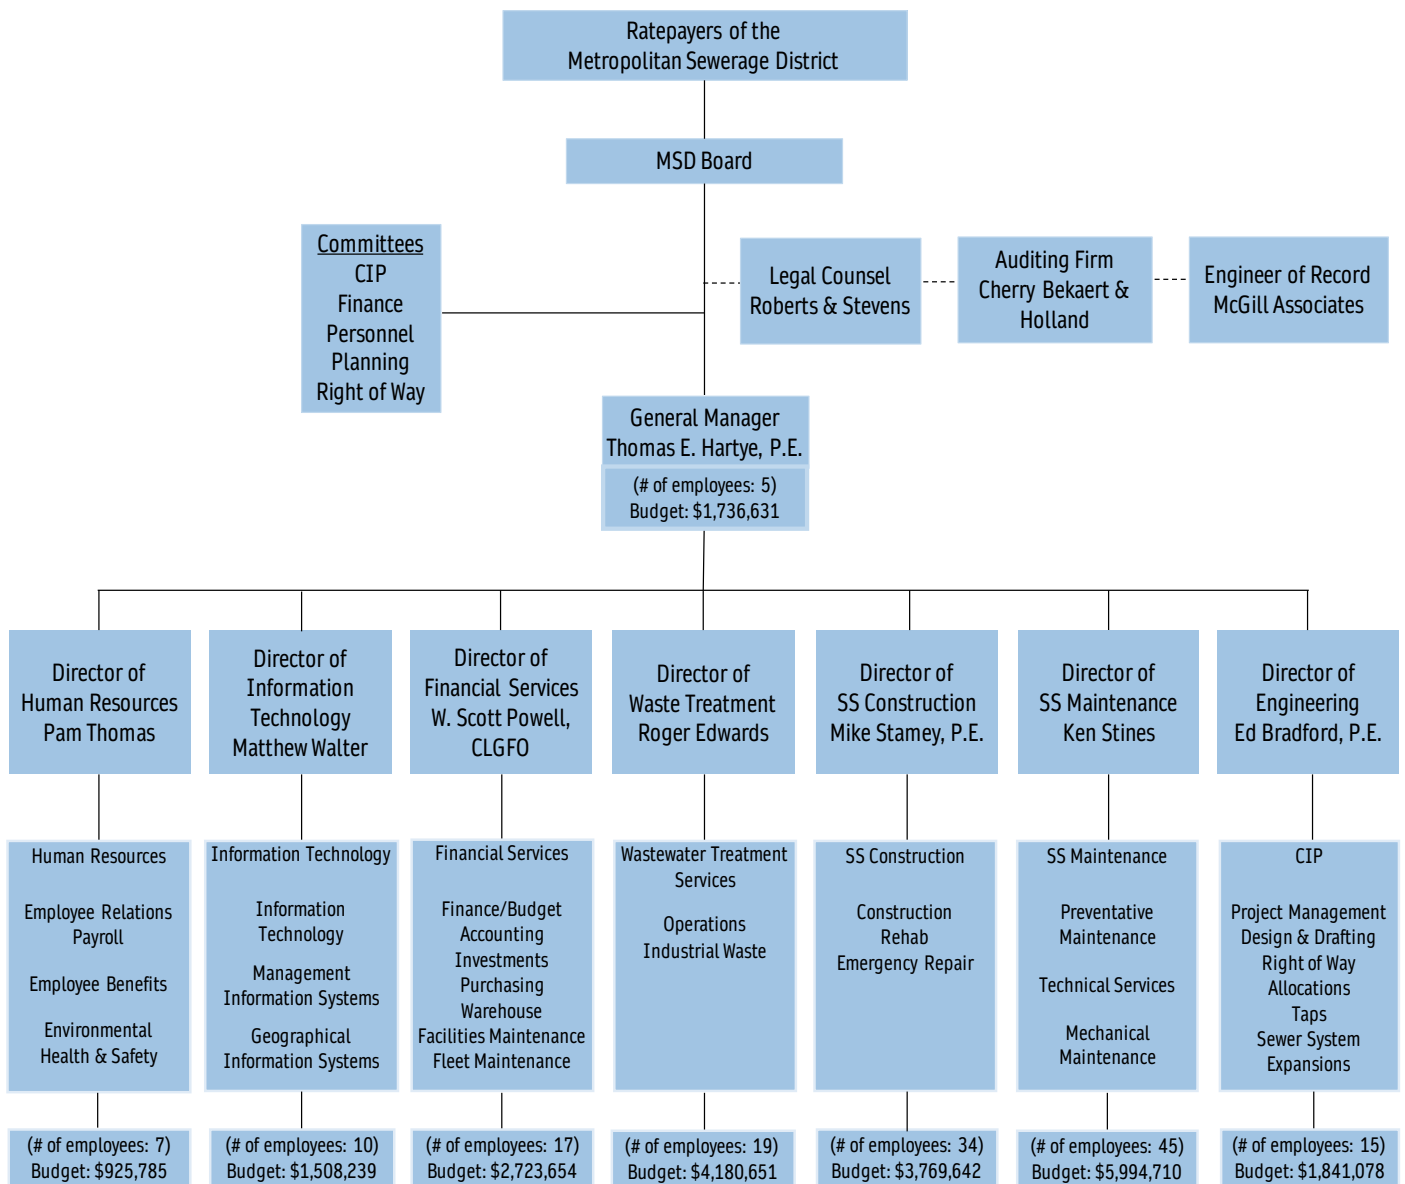 Ratepayers of the
Metropolitan Sewerage District
MSD Board
Committees
CIP
Finance
Personnel
Planning
Right of Way
Legal Counsel
Roberts & Stevens
Auditing Firm
Cherry Bekaert &
Holland
Engineer of Record
McGill Associates
General Manager
Thomas E. Hartye, P.E.
(# of employees: 5)
Budget: $1,736,631
Director of
Human Resources
Pam Thomas
Director of
Information
Technology
Matthew Walter
Director of
Financial Services
W. Scott Powell,
CLGFO
Director of
Waste Treatment
Roger Edwards
Director of
SS Construction
Mike Stamey, P.E.
Director of
SS Maintenance
Ken Stines
Director of
Engineering
Ed Bradford, P.E.
Human Resources
Employee Relations
Payroll
Employee Benefits
Environmental
Health & Safety
Information Technology
Information
Technology
Management
Information Systems
Geographical
Information Systems
Financial Services
Finance/Budget
Accounting
Investments
Purchasing
Warehouse
Facilities Maintenance
Fleet Maintenance
Wastewater Treatment
Services
Operations
Industrial Waste
SS Construction
Construction
Rehab
Emergency Repair
SS Maintenance
Preventative
Maintenance
Technical Services
Mechanical
Maintenance
CIP
Project Management
Design & Drafting
Right of Way
Allocations
Taps
Sewer System
Expansions
(# of employees: 7)
Budget: $925,785
(# of employees: 10)
Budget: $1,508,239
(# of employees: 17)
Budget: $2,723,654
(# of employees: 19)
Budget: $4,180,651
(# of employees: 34)
Budget: $3,769,642
(# of employees: 45)
Budget: $5,994,710
(# of employees: 15)
Budget: $1,841,078